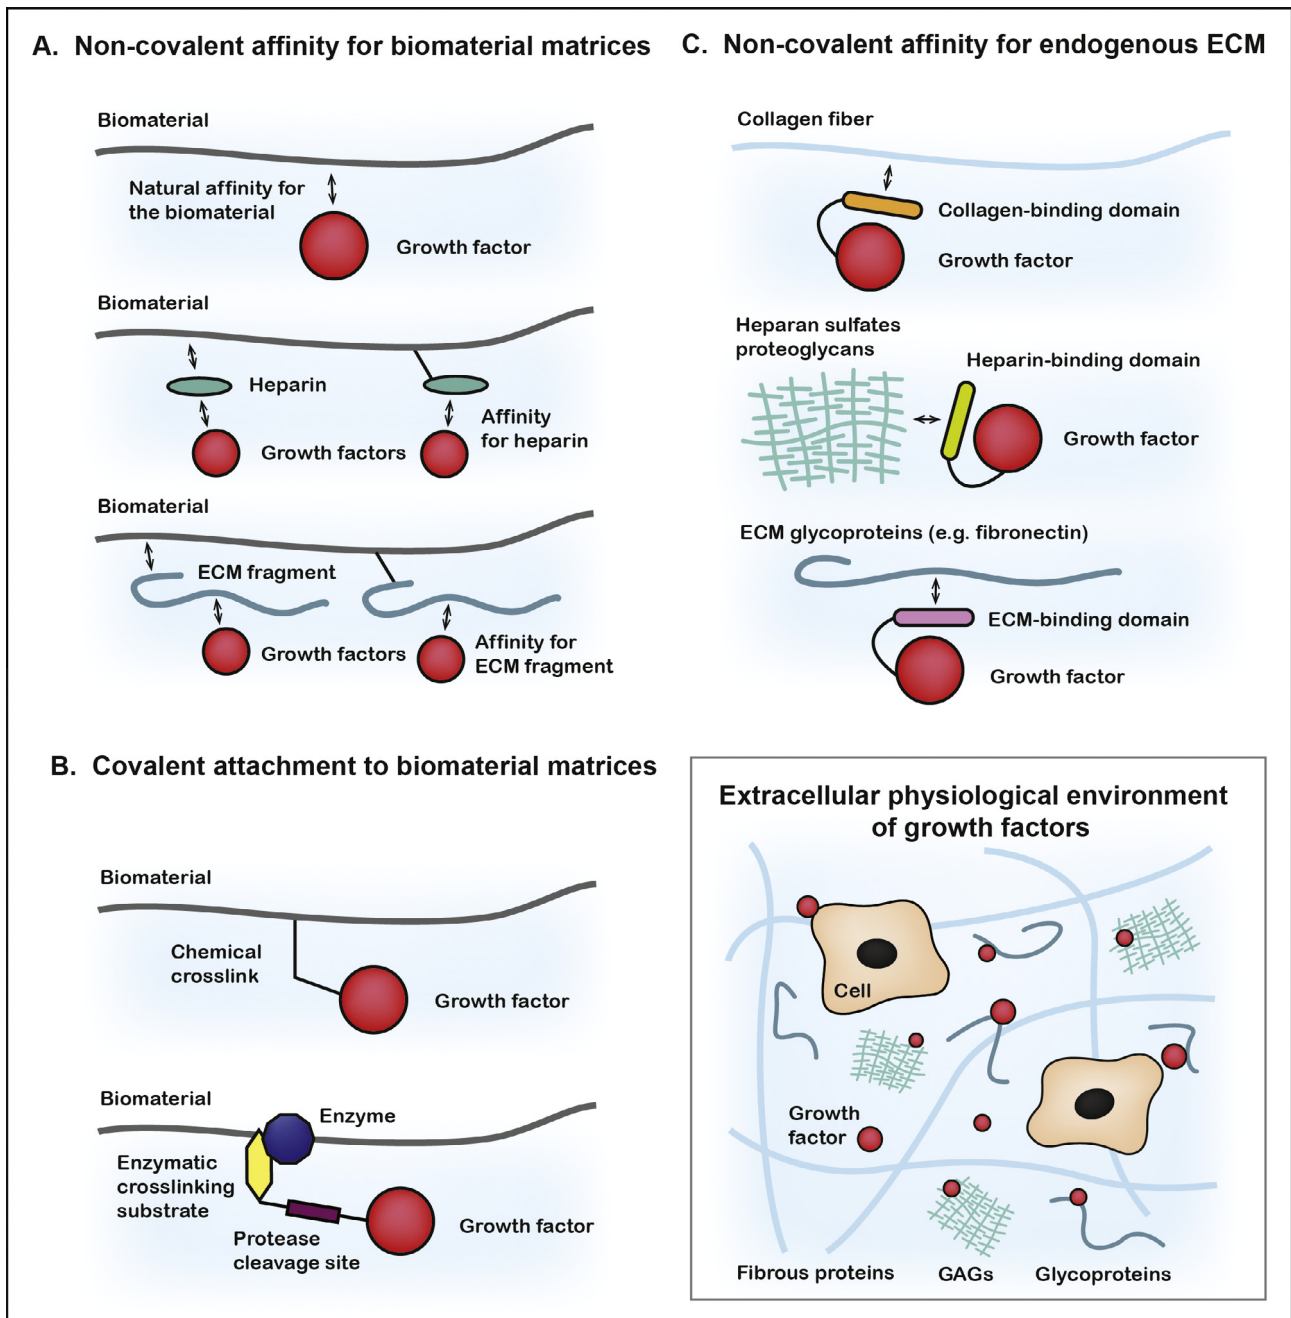 A. Non-covalent affinity for biomaterial matrices
Biomaterial
Natural affinity for
the biomaterial
Growth factor
Biomaterial
Heparin
Affinity
for heparin
Growth factors
Biomaterial
ECM fragment
Growth factors
Affinity for
ECM fragment
B. Covalent attachment to biomaterial matrices
Biomaterial
Chemical
crosslink
Growth factor
Biomaterial
Enzyme
Enzymatic
crosslinking
substrate
Protease
cleavage site
Growth factor
C. Non-covalent affinity for endogenous ECM
Collagen fiber
Collagen-binding domain
Growth factor
Heparan sulfates
proteoglycans
Heparin-binding domain
Growth factor
ECM glycoproteins (e.g. fibronectin)
ECM-binding domain
Growth factor
Extracellular physiological environment
of growth factors
Cell
Growth
factor
Fibrous proteins
GAGs
Glycoproteins